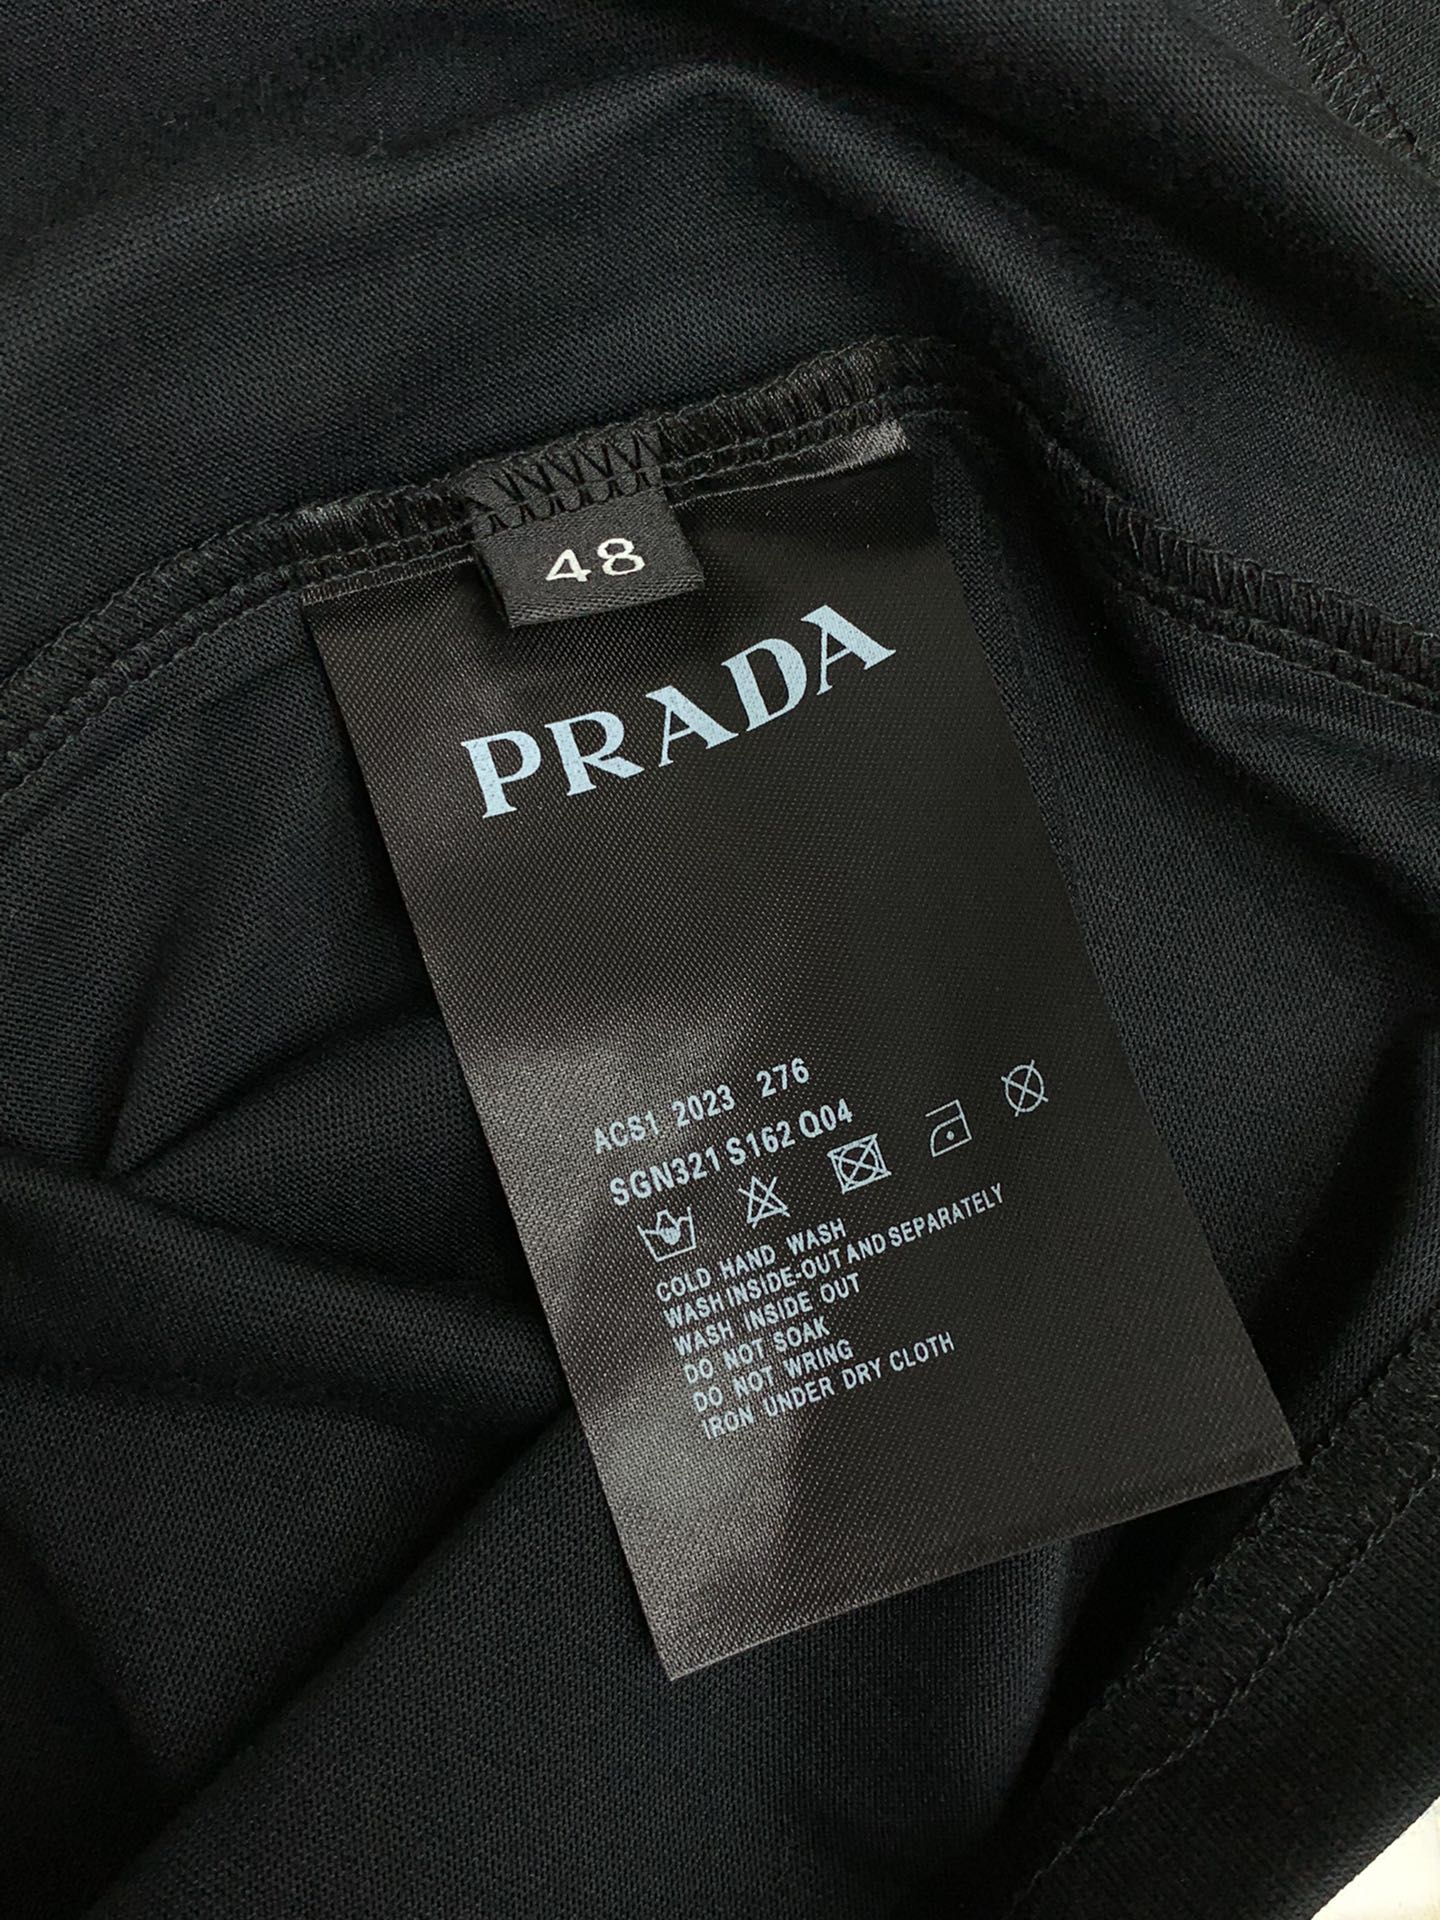 48
PRADA
ACS1 2023 276
SGN321 S162 Q04
COLD HAND WASH
WASH INSIDE-OUT AND SEPARATELY
WASH INSIDE OUT
DO NOT SOAK
DO NOT WRING
IRON UNDER DRY CLOTH